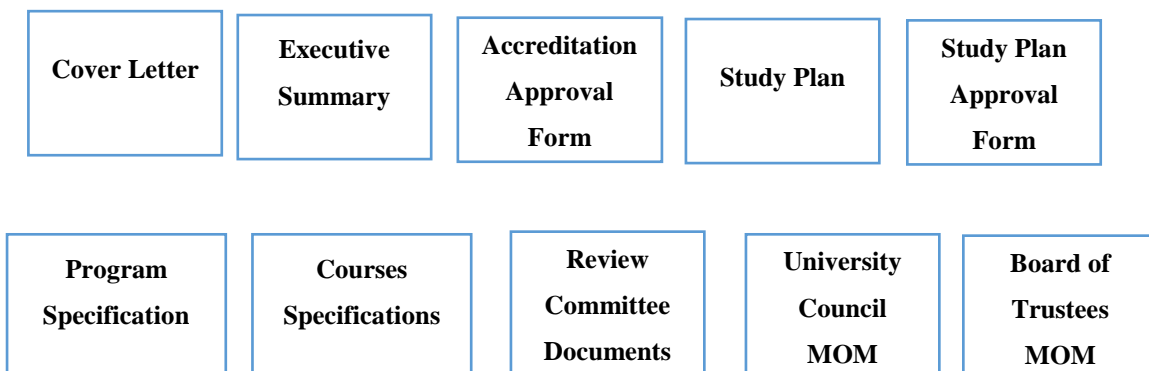 Cover Letter
Executive
Summary
Accreditation
Approval
Form
Study Plan
Study Plan
Approval
Form
Program
Specification
Courses
Specifications
Review
Committee
Documents
University
Council
MOM
Board of
Trustees
MOM